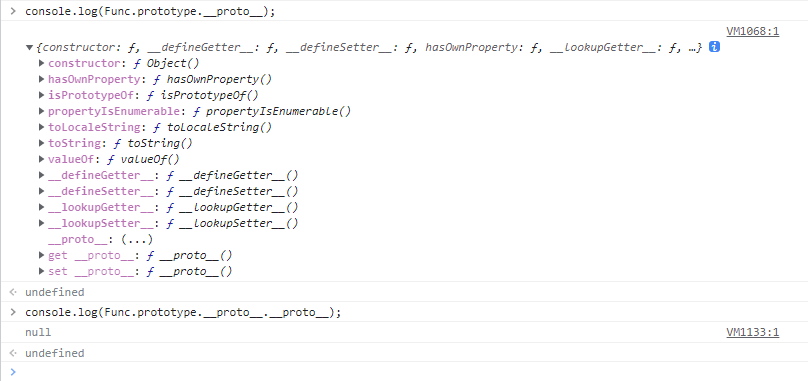 > console.log(Func.prototype.__proto__);
VM1068:1
▼{constructor: ƒ, __defineGetter__: ƒ, __defineSetter__: ƒ, hasOwnProperty: ƒ, __lookupGetter__: ƒ, …} i
▶ constructor: ƒ Object()
▶ hasOwnProperty: ƒ hasOwnProperty()
▶ isPrototypeOf: ƒ isPrototypeOf()
▶ propertyIsEnumerable: ƒ propertyIsEnumerable()
▶ toLocaleString: ƒ toLocaleString()
▶ toString: ƒ toString()
▶ valueOf: ƒ valueOf()
▶ __defineGetter__: ƒ __defineGetter__()
▶ __defineSetter__: ƒ __defineSetter__()
▶ __lookupGetter__: ƒ __lookupGetter__()
▶ __lookupSetter__: ƒ __lookupSetter__()
__proto__: (...)
▶ get __proto__: ƒ __proto__()
▶ set __proto__: ƒ __proto__()
undefined
> console.log(Func.prototype.__proto__.__proto__);
null VM1133:1
undefined
>